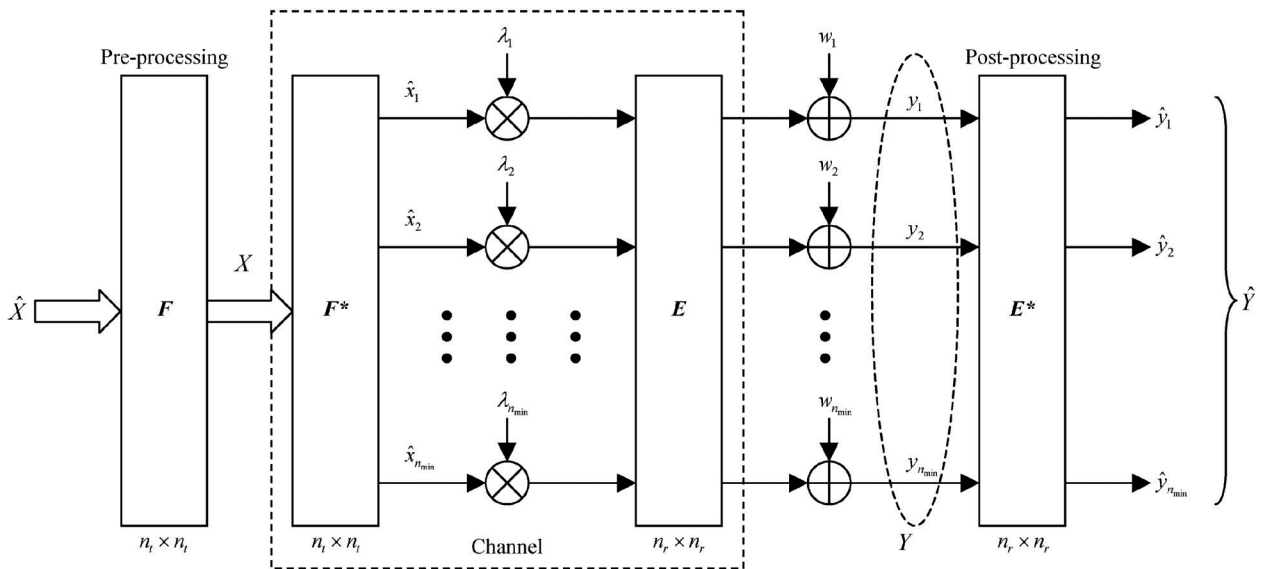 Pre-processing
λ1
w1
Post-processing
x̂1
y1
ŷ1
λ2
w2
x̂2
y2
ŷ2
X
X̂
F
F*
E
E*
Ŷ
λnmin
wnmin
x̂nmin
ynmin
ŷnmin
nt × nt
nt × nt
Channel
nr × nr
Y
nr × nr